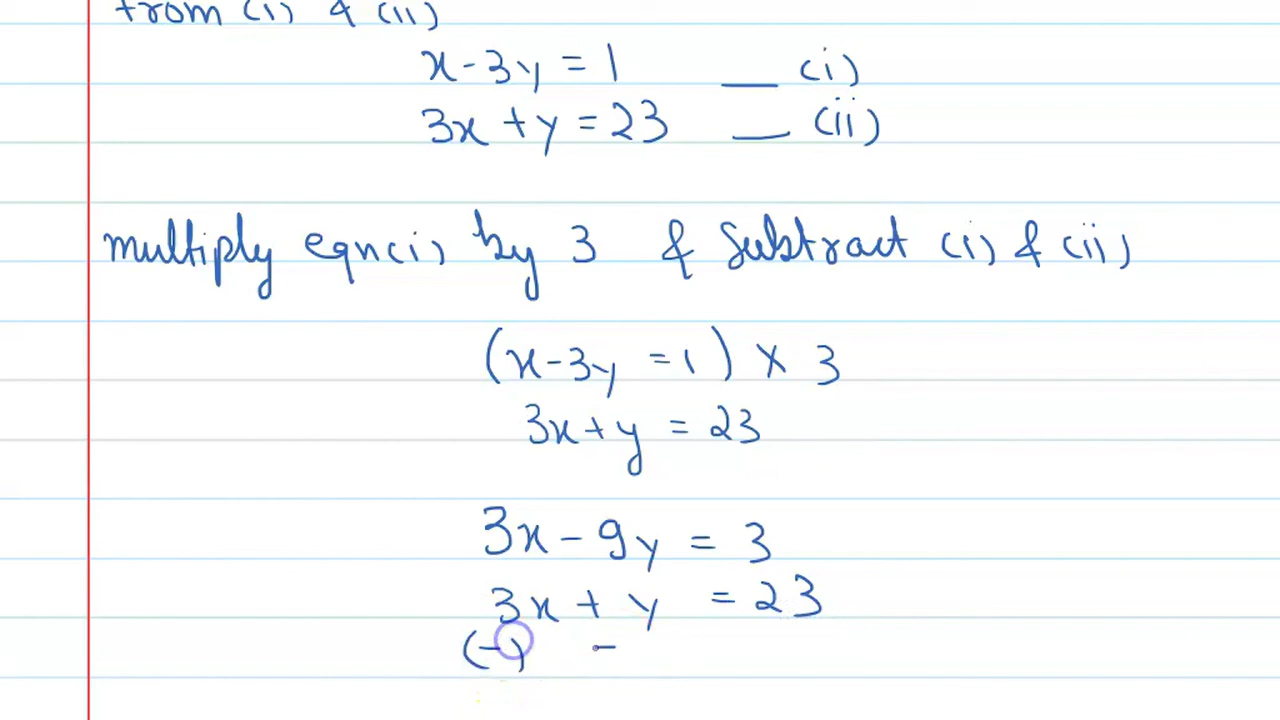 from (i) & (ii)
x - 3y = 1 __ (i)
3x + y = 23 __ (ii)
multiply eqn(i) by 3 & Subtract (i) & (ii)
(x - 3y = 1) × 3
3x + y = 23
3x - 9y = 3
3x + y = 23
(-) -